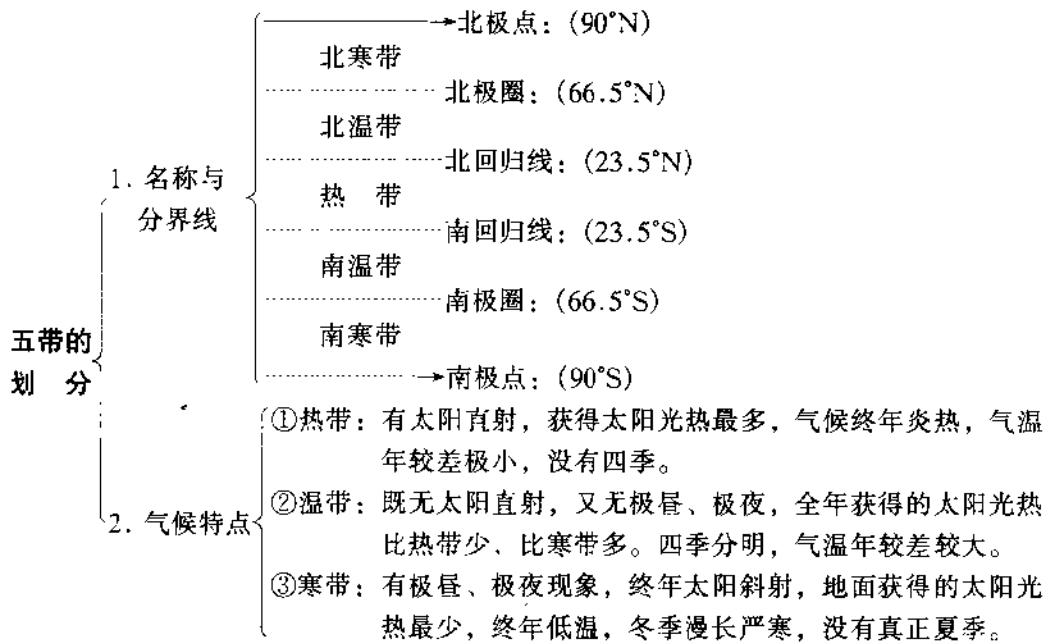 北极点：(90°N)
北寒带
北极圈：(66.5°N)
北温带
北回归线：(23.5°N)
1. 名称与
分界线
热 带
南回归线：(23.5°S)
南温带
南极圈：(66.5°S)
南寒带
南极点：(90°S)
五带的
划 分
2. 气候特点
①热带：有太阳直射，获得太阳光热最多，气候终年炎热，气温
年较差极小，没有四季。
②温带：既无太阳直射，又无极昼、极夜，全年获得的太阳光热
比热带少、比寒带多。四季分明，气温年较差较大。
③寒带：有极昼、极夜现象，终年太阳斜射，地面获得的太阳光
热最少，终年低温，冬季漫长严寒，没有真正夏季。